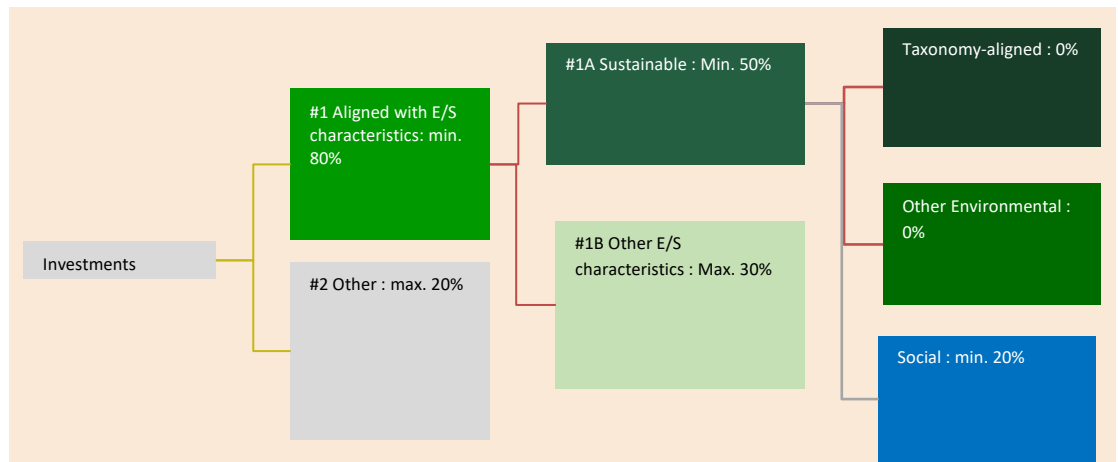 Investments
#1 Aligned with E/S
characteristics: min.
80%
#2 Other : max. 20%
#1A Sustainable : Min. 50%
#1B Other E/S
characteristics : Max. 30%
Taxonomy-aligned : 0%
Other Environmental :
0%
Social : min. 20%